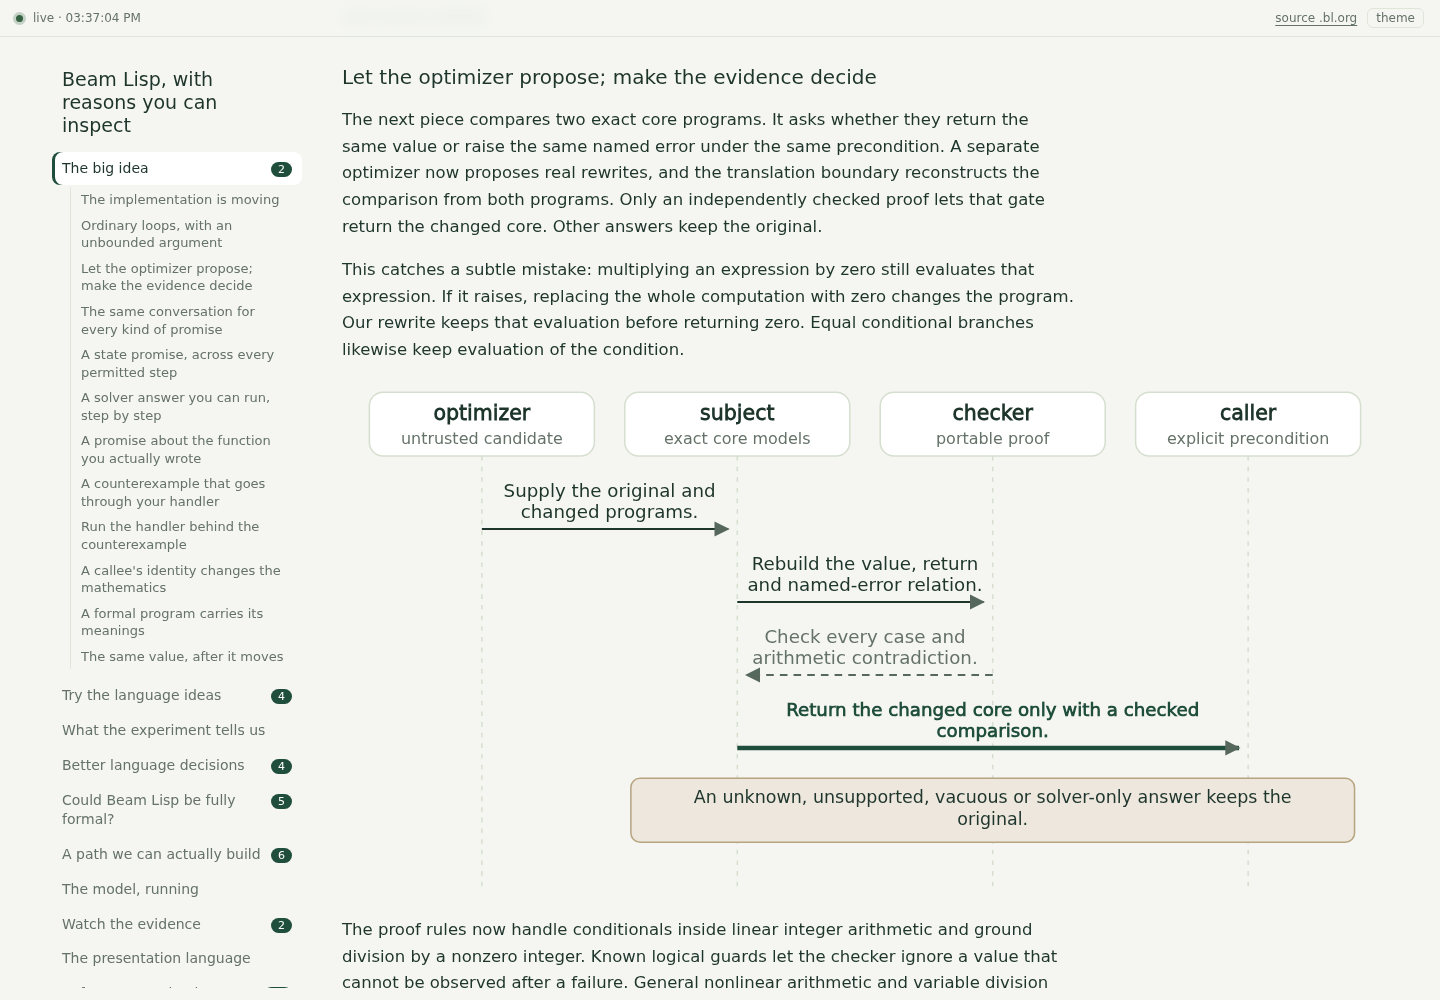 live · 03:37:04 PM
source .bl.org
theme
Beam Lisp, with
reasons you can
inspect
The big idea
2
The implementation is moving
Ordinary loops, with an
unbounded argument
Let the optimizer propose;
make the evidence decide
The same conversation for
every kind of promise
A state promise, across every
permitted step
A solver answer you can run,
step by step
A promise about the function
you actually wrote
A counterexample that goes
through your handler
Run the handler behind the
counterexample
A callee's identity changes the
mathematics
A formal program carries its
meanings
The same value, after it moves
Try the language ideas
4
What the experiment tells us
Better language decisions
4
Could Beam Lisp be fully
formal?
5
A path we can actually build
6
The model, running
Watch the evidence
2
The presentation language
Let the optimizer propose; make the evidence decide
The next piece compares two exact core programs. It asks whether they return the
same value or raise the same named error under the same precondition. A separate
optimizer now proposes real rewrites, and the translation boundary reconstructs the
comparison from both programs. Only an independently checked proof lets that gate
return the changed core. Other answers keep the original.
This catches a subtle mistake: multiplying an expression by zero still evaluates that
expression. If it raises, replacing the whole computation with zero changes the program.
Our rewrite keeps that evaluation before returning zero. Equal conditional branches
likewise keep evaluation of the condition.
optimizer
untrusted candidate
subject
exact core models
checker
portable proof
caller
explicit precondition
Supply the original and
changed programs.
Rebuild the value, return
and named-error relation.
Check every case and
arithmetic contradiction.
Return the changed core only with a checked
comparison.
An unknown, unsupported, vacuous or solver-only answer keeps the
original.
The proof rules now handle conditionals inside linear integer arithmetic and ground
division by a nonzero integer. Known logical guards let the checker ignore a value that
cannot be observed after a failure. General nonlinear arithmetic and variable division